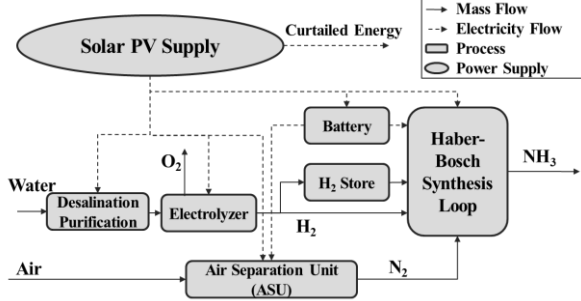 Mass Flow
Electricity Flow
Process
Power Supply
Solar PV Supply
Curtailed Energy
Battery
Haber-
Bosch
Synthesis
Loop
NH₃
O₂
H₂ Store
Water
Desalination
Purification
Electrolyzer
H₂
Air
Air Separation Unit
(ASU)
N₂